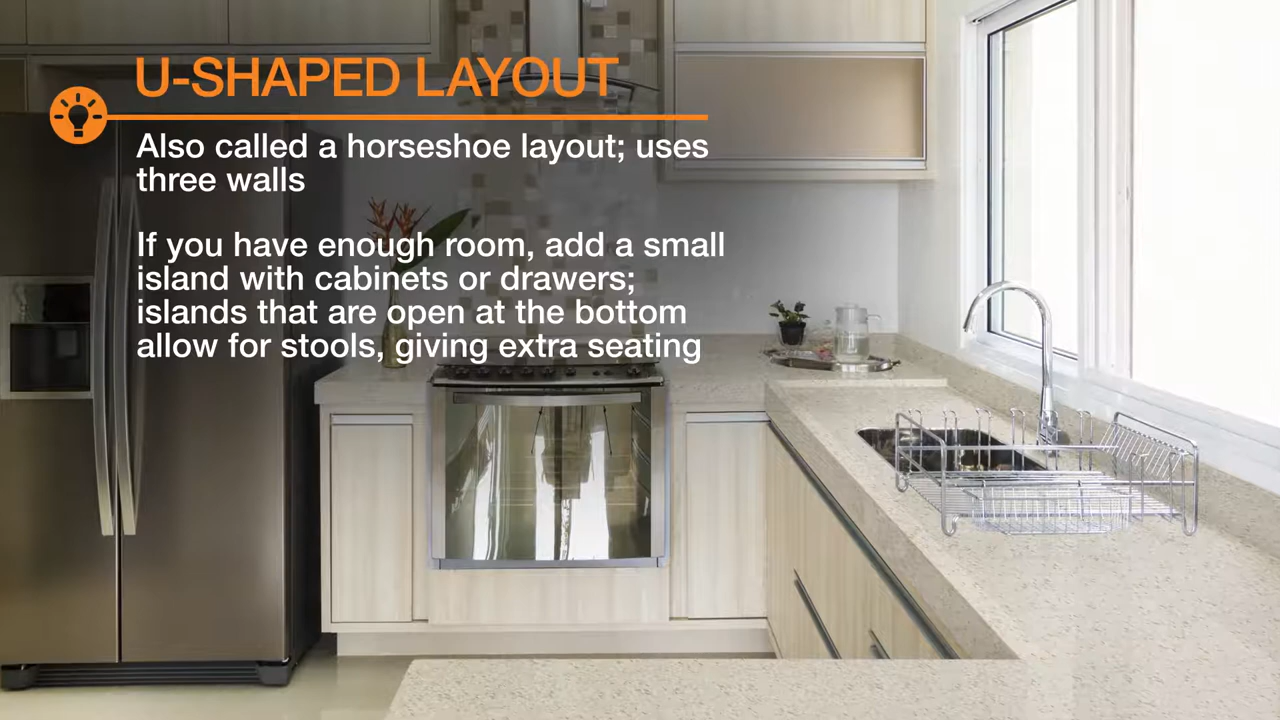 U-SHAPED LAYOUT
Also called a horseshoe layout; uses
three walls
If you have enough room, add a small
island with cabinets or drawers;
islands that are open at the bottom
allow for stools, giving extra seating